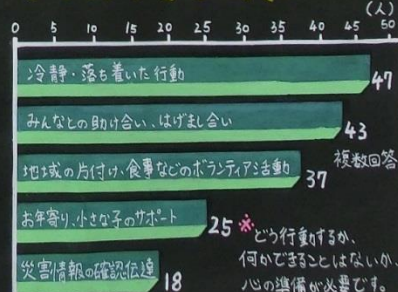 (人)
0 5 10 15 20 25 30 35 40 45 50
冷静・落ち着いた行動 47
みんなとの助け合い、はげまし合い 43
複数回答
地域の片付け、食事などのボランティア活動 37
お年寄り、小さな子のサポート 25
※どう行動するか、
何かできることはないか、
心の準備が必要です。
災害情報の確認伝達 18